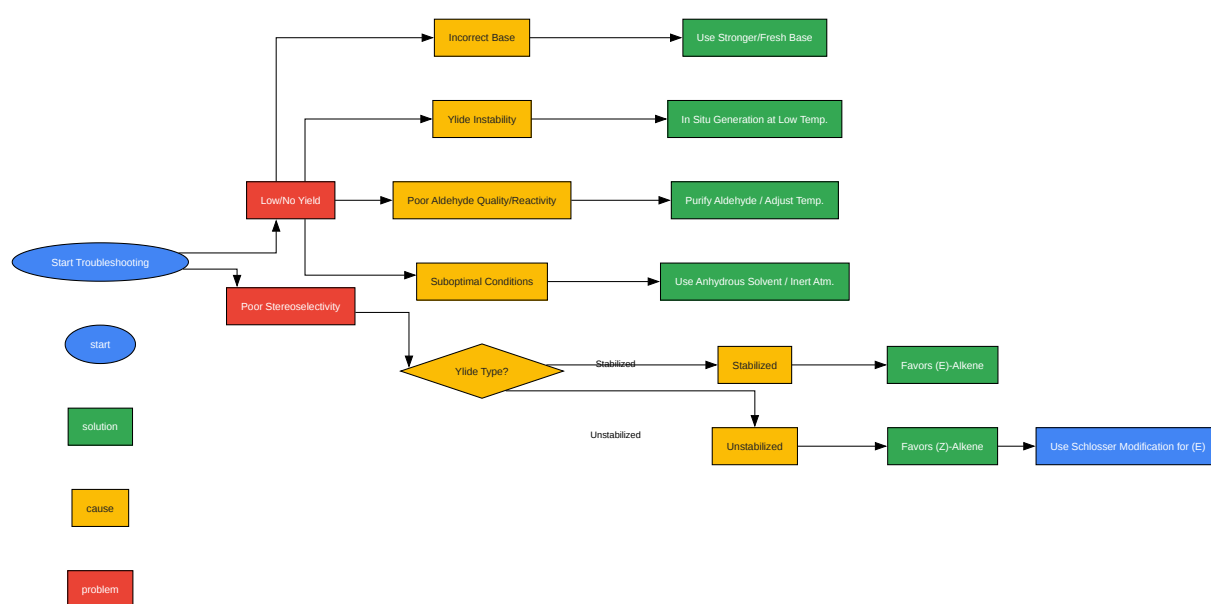 Incorrect Base
Use Stronger/Fresh Base
Ylide Instability
In Situ Generation at Low Temp.
Low/No Yield
Poor Aldehyde Quality/Reactivity
Purify Aldehyde / Adjust Temp.
Start Troubleshooting
Suboptimal Conditions
Use Anhydrous Solvent / Inert Atm.
Poor Stereoselectivity
start
Ylide Type?
Stabilized
Stabilized
Favors (E)-Alkene
solution
Unstabilized
Unstabilized
Favors (Z)-Alkene
Use Schlosser Modification for (E)
cause
problem